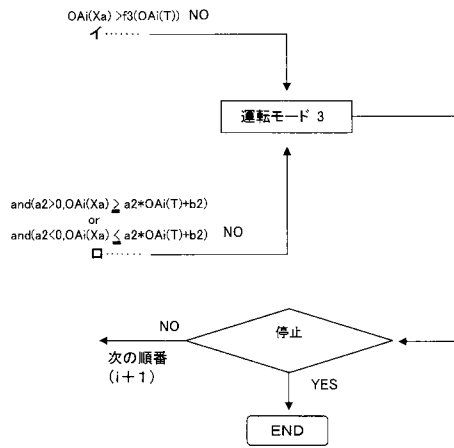 OAi(Xa) >f3(OAi(T)) NO
イ・・・・・・
運転モード 3
and(a2>0,OAi(Xa) ≧ a2*OAi(T)+b2)
or
and(a2<0,OAi(Xa) ≦ a2*OAi(T)+b2) NO
ロ・・・・・・
NO
停止
次の順番
(i+1)
YES
END